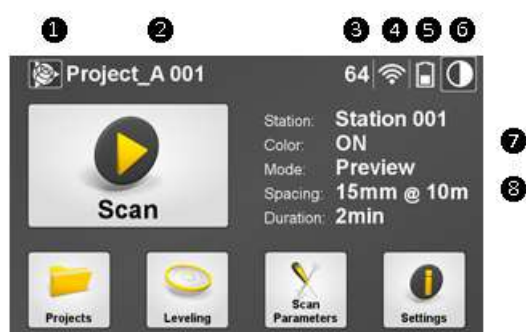 1 2 3 4 5 6
Project_A 001 64
Station: Station 001
Color: ON
7
Mode: Preview
Spacing: 15mm @ 10m
8
Duration: 2min
Scan
Projects
Leveling
Scan
Parameters
Settings